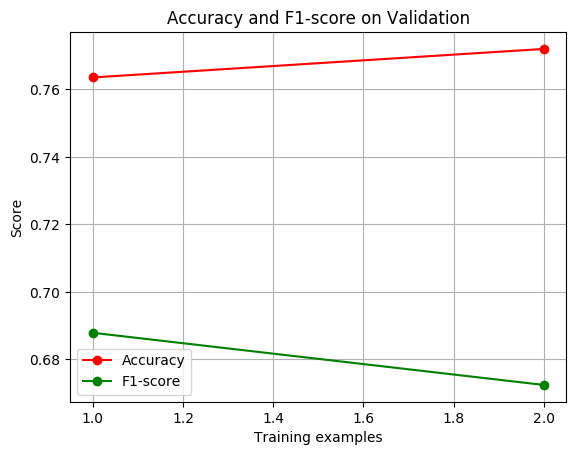 Accuracy and F1-score on Validation
Score
0.76
0.74
0.72
0.70
0.68
Accuracy
F1-score
1.0 1.2 1.4 1.6 1.8 2.0
Training examples